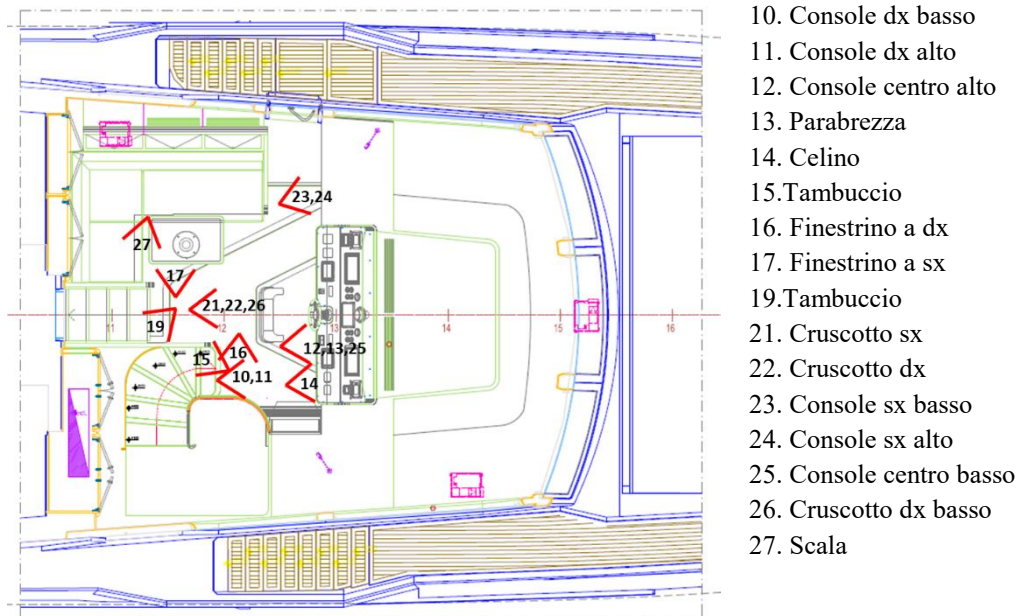 23,24
27
17
21,22,26
11
12
13
14
15
16
19
15
16
12,13,25
10,11
14
10. Console dx basso
11. Console dx alto
12. Console centro alto
13. Parabrezza
14. Celino
15.Tambuccio
16. Finestrino a dx
17. Finestrino a sx
19.Tambuccio
21. Cruscotto sx
22. Cruscotto dx
23. Console sx basso
24. Console sx alto
25. Console centro basso
26. Cruscotto dx basso
27. Scala